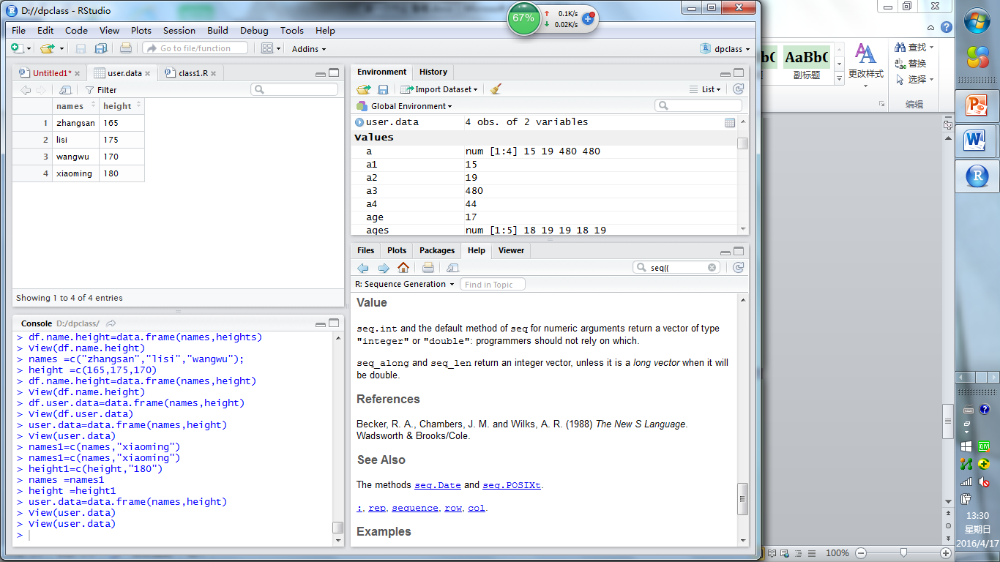 D://dpclass - RStudio
File Edit Code View Plots Session Build Debug Tools Help
67%
0.1K/s
0.02K/s
Go to file/function
Addins
dpclass
Untitled1*
user.data
class1.R
Filter
names height
1 zhangsan 165
2 lisi 175
3 wangwu 170
4 xiaoming 180
Showing 1 to 4 of 4 entries
Console D:/dpclass/
> df.name.height=data.frame(names,heights)
> View(df.name.height)
> names =c("zhangsan","lisi","wangwu");
> height =c(165,175,170)
> df.name.height=data.frame(names,height)
> View(df.name.height)
> df.user.data=data.frame(names,height)
> View(df.user.data)
> user.data=data.frame(names,height)
> View(user.data)
> names1=c(names,"xiaoming")
> names1=c(names,"xiaoming")
> height1=c(height,"180")
> names =names1
> height =height1
> user.data=data.frame(names,height)
> View(user.data)
> View(user.data)
>
Environment History
Import Dataset
List
Global Environment
user.data 4 obs. of 2 variables
Values
a num [1:4] 15 19 480 480
a1 15
a2 19
a3 480
a4 44
age 17
ages num [1:5] 18 19 19 18 19
Files Plots Packages Help Viewer
seq((
R: Sequence Generation
Find in Topic
Value
seq.int and the default method of seq for numeric arguments return a vector of type
"integer" or "double": programmers should not rely on which.
seq_along and seq_len return an integer vector, unless it is a long vector when it will
be double.
References
Becker, R. A., Chambers, J. M. and Wilks, A. R. (1988) The New S Language.
Wadsworth & Brooks/Cole.
See Also
The methods seq.Date and seq.POSIXt.
:, rep, sequence, row, col.
Examples
AaBbC
副标题
更改样式
查找
替换
选择
编辑
100%
13:30
星期日
2016/4/17